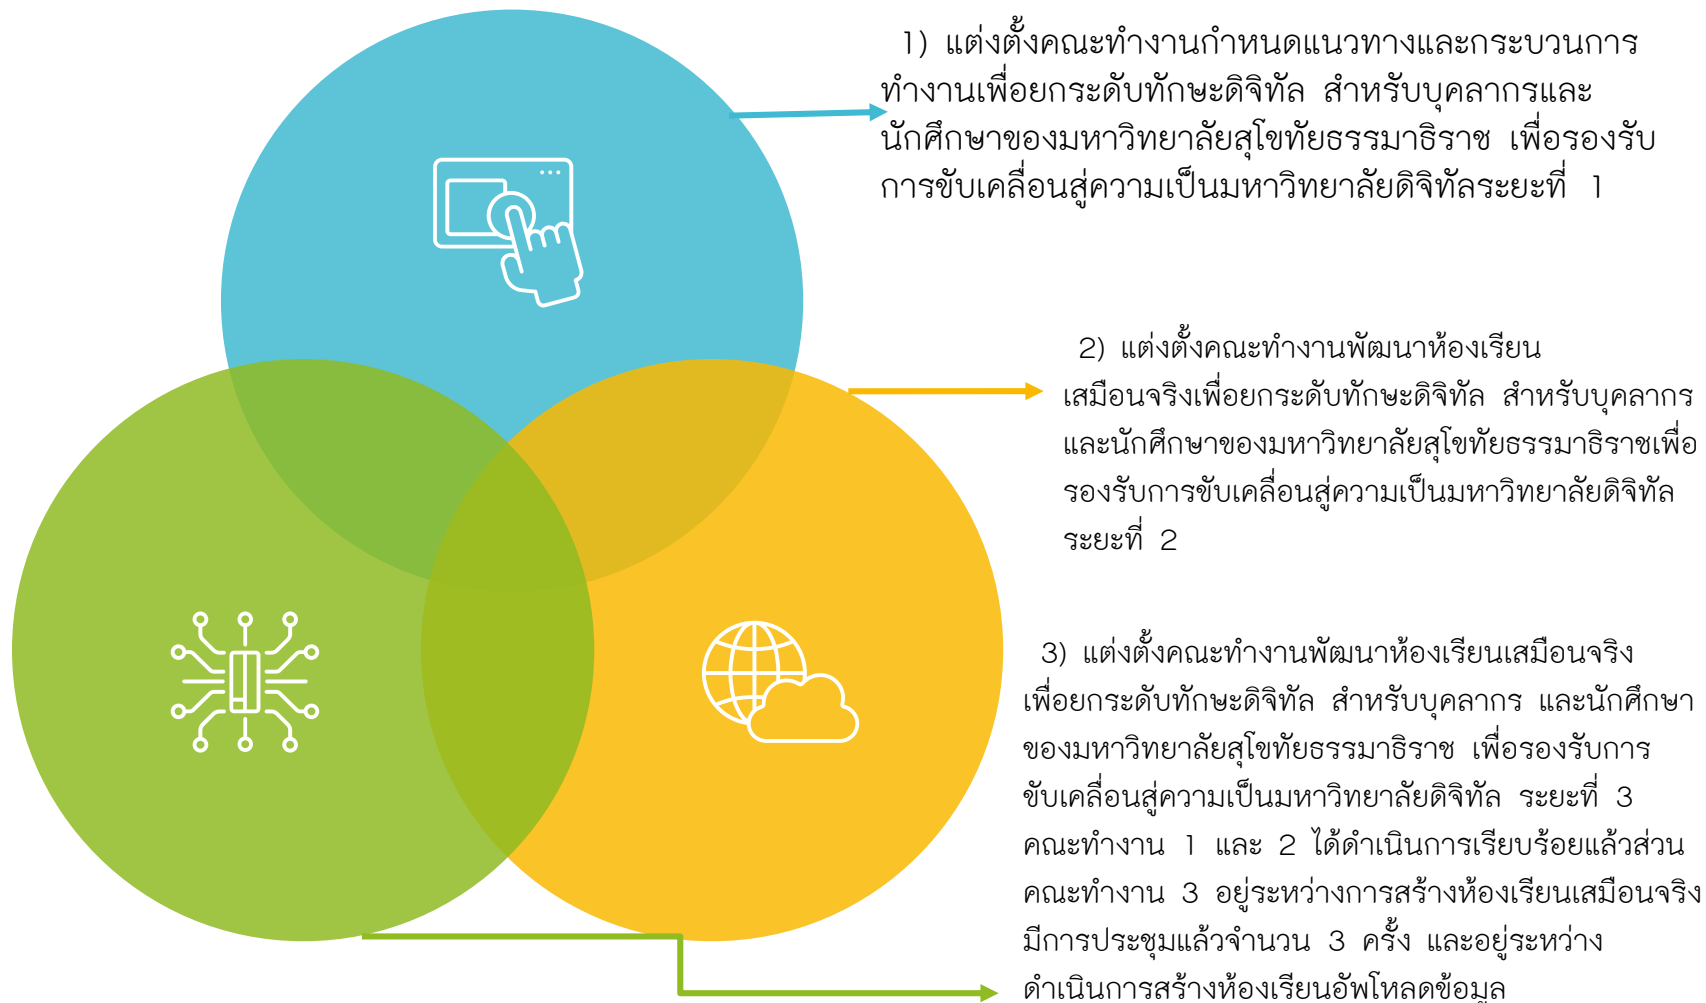 1) แต่งตั้งคณะทำงานกำหนดแนวทางและกระบวนการ
ทำงานเพื่อยกระดับทักษะดิจิทัล สำหรับบุคลากรและ
นักศึกษาของมหาวิทยาลัยสุโขทัยธรรมาธิราช เพื่อรองรับ
การขับเคลื่อนสู่ความเป็นมหาวิทยาลัยดิจิทัลระยะที่ 1
2) แต่งตั้งคณะทำงานพัฒนาห้องเรียน
เสมือนจริงเพื่อยกระดับทักษะดิจิทัล สำหรับบุคลากร
และนักศึกษาของมหาวิทยาลัยสุโขทัยธรรมาธิราชเพื่อ
รองรับการขับเคลื่อนสู่ความเป็นมหาวิทยาลัยดิจิทัล
ระยะที่ 2
3) แต่งตั้งคณะทำงานพัฒนาห้องเรียนเสมือนจริง
เพื่อยกระดับทักษะดิจิทัล สำหรับบุคลากร และนักศึกษา
ของมหาวิทยาลัยสุโขทัยธรรมาธิราช เพื่อรองรับการ
ขับเคลื่อนสู่ความเป็นมหาวิทยาลัยดิจิทัล ระยะที่ 3
คณะทำงาน 1 และ 2 ได้ดำเนินการเรียบร้อยแล้วส่วน
คณะทำงาน 3 อยู่ระหว่างการสร้างห้องเรียนเสมือนจริง
มีการประชุมแล้วจำนวน 3 ครั้ง และอยู่ระหว่าง
ดำเนินการสร้างห้องเรียนอัพโหลดข้อมูล